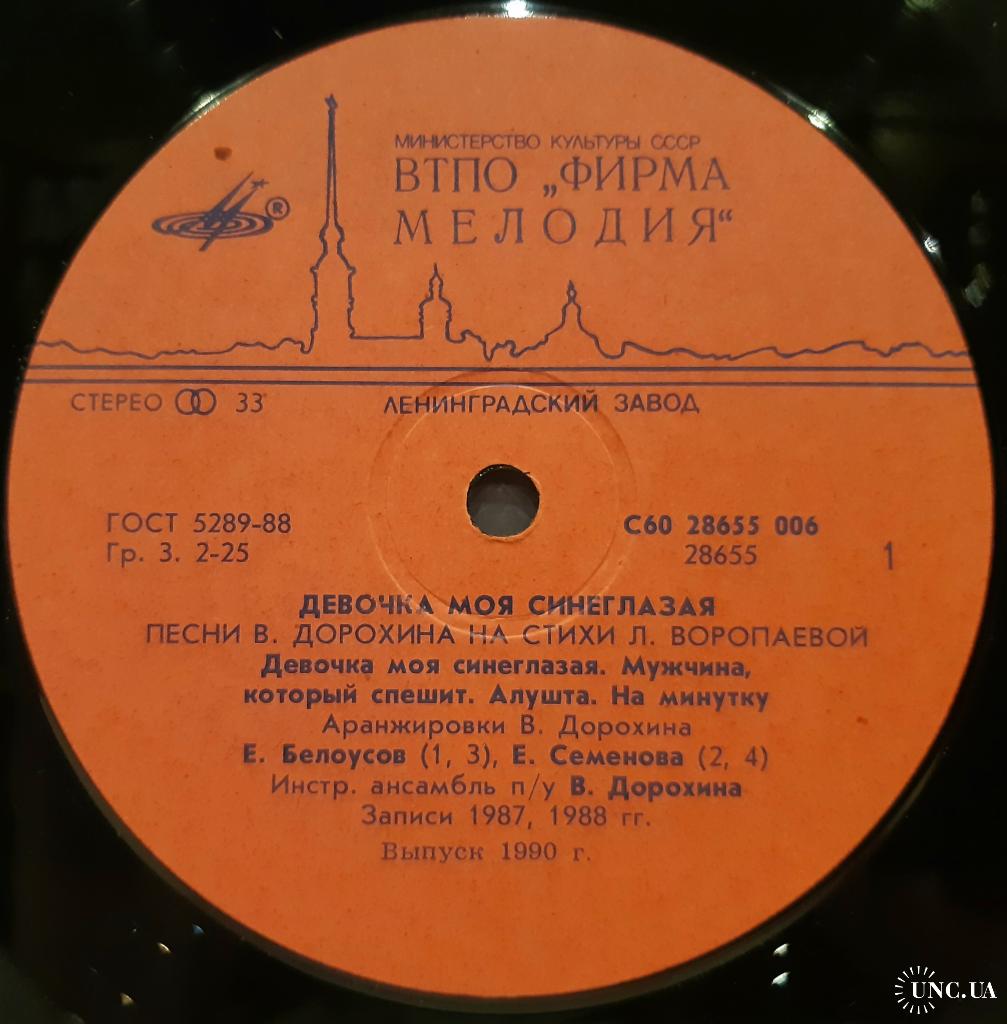 МИНИСТЕРСТВО КУЛЬТУРЫ СССР
ВТПО „ФИРМА
МЕЛОДИЯ“
®
СТЕРЕО 33
ЛЕНИНГРАДСКИЙ ЗАВОД
ГОСТ 5289-88
Гр. 3. 2-25
С60 28655 006
28655
1
ДЕВОЧКА МОЯ СИНЕГЛАЗАЯ
ПЕСНИ В. ДОРОХИНА НА СТИХИ Л. ВОРОПАЕВОЙ
Девочка моя синеглазая. Мужчина,
который спешит. Алушта. На минутку
Аранжировки В. Дорохина
Е. Белоусов (1, 3), Е. Семенова (2, 4)
Инстр. ансамбль п/у В. Дорохина
Записи 1987, 1988 гг.
Выпуск 1990 г.
UNC.UA